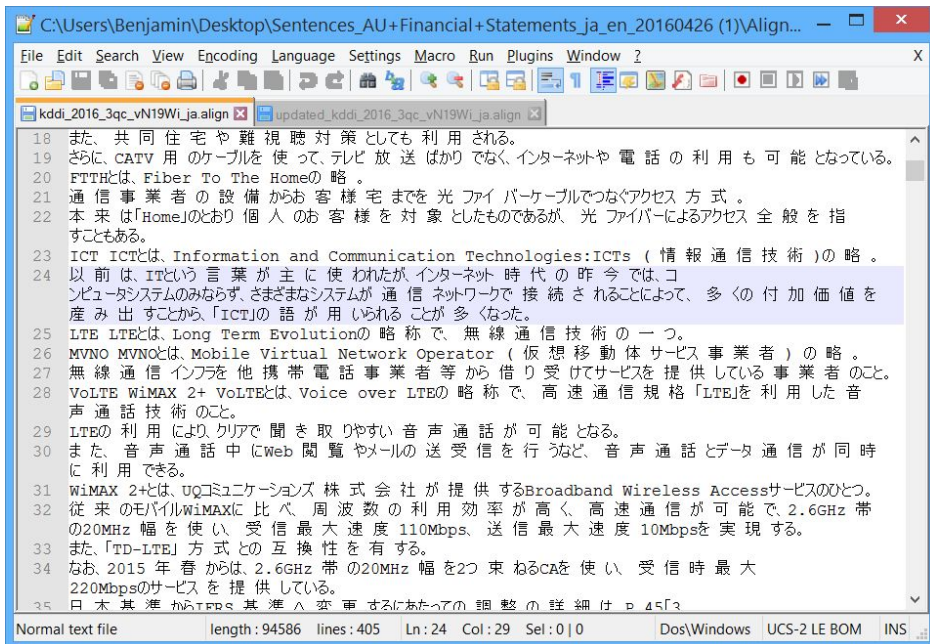 C:\Users\Benjamin\Desktop\Sentences_AU+Financial+Statements_ja_en_20160426 (1)\Align...
File Edit Search View Encoding Language Settings Macro Run Plugins Window ? X
kddi_2016_3qc_vN19Wi_ja.align updated_kddi_2016_3qc_vN19Wi_ja.align
18 また、共同住宅や難視聴対策としても利用される。
19 さらに、CATV用のケーブルを使って、テレビ放送ばかりでなく、インターネットや電話の利用も可能となっている。
20 FTTHとは、Fiber To The Homeの略。
21 通信事業者の設備からお客様宅までを光ファイバーケーブルでつなぐアクセス方式。
22 本来は「Home」のとおり個人のお客様を対象としたものであるが、光ファイバーによるアクセス全般を指
すこともある。
23 ICT ICTとは、Information and Communication Technologies:ICTs (情報通信技術)の略。
24 以前は、ITという言葉が主に使われたが、インターネット時代の昨今では、コ
ンピュータシステムのみならず、さまざまなシステムが通信ネットワークで接続されることによって、多くの付加価値を
産み出すことから、「ICT」の語が用いられることが多くなった。
25 LTE LTEとは、Long Term Evolutionの略称で、無線通信技術の一つ。
26 MVNO MVNOとは、Mobile Virtual Network Operator (仮想移動体サービス事業者) の略。
27 無線通信インフラを他携帯電話事業者等から借り受けてサービスを提供している事業者のこと。
28 VoLTE WiMAX 2+ VoLTEとは、Voice over LTEの略称で、高速通信規格「LTE」を利用した音
声通話技術のこと。
29 LTEの利用により、クリアで聞き取りやすい音声通話が可能となる。
30 また、音声通話中にWeb閲覧やメールの送受信を行うなど、音声通話とデータ通信が同時
に利用できる。
31 WiMAX 2+とは、UQコミュニケーションズ株式会社が提供するBroadband Wireless Accessサービスのひとつ。
32 従来のモバイルWiMAXに比べ、周波数の利用効率が高く、高速通信が可能で、2.6GHz帯
の20MHz幅を使い、受信最大速度110Mbps、送信最大速度10Mbpsを実現する。
33 また、「TD-LTE」方式との互換性を有する。
34 なお、2015年春からは、2.6GHz帯の20MHz幅を2つ束ねるCAを使い、受信時最大
220Mbpsのサービスを提供している。
35 日本基準からIFRS基準へ変更するにあたっての調整の詳細は、P.45「3.
Normal text file length : 94586 lines : 405 Ln : 24 Col : 29 Sel : 0 | 0 Dos\Windows UCS-2 LE BOM INS